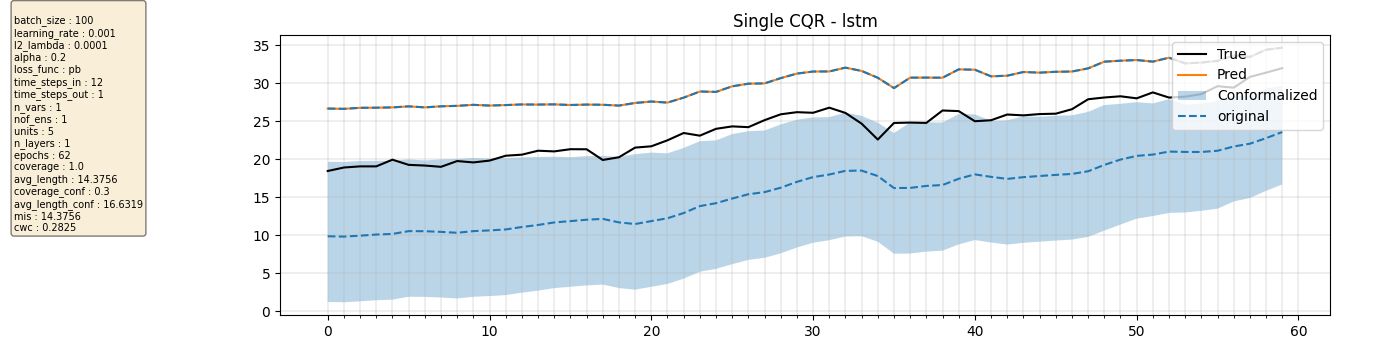 batch_size : 100
learning_rate : 0.001
l2_lambda : 0.0001
alpha : 0.2
loss_func : pb
time_steps_in : 12
time_steps_out : 1
n_vars : 1
nof_ens : 1
units : 5
n_layers : 1
epochs : 62
coverage : 1.0
avg_length : 14.3756
coverage_conf : 0.3
avg_length_conf : 16.6319
mis : 14.3756
cwc : 0.2825
Single CQR - lstm
35
30
25
20
15
10
5
0
True
Pred
Conformalized
original
0 10 20 30 40 50 60